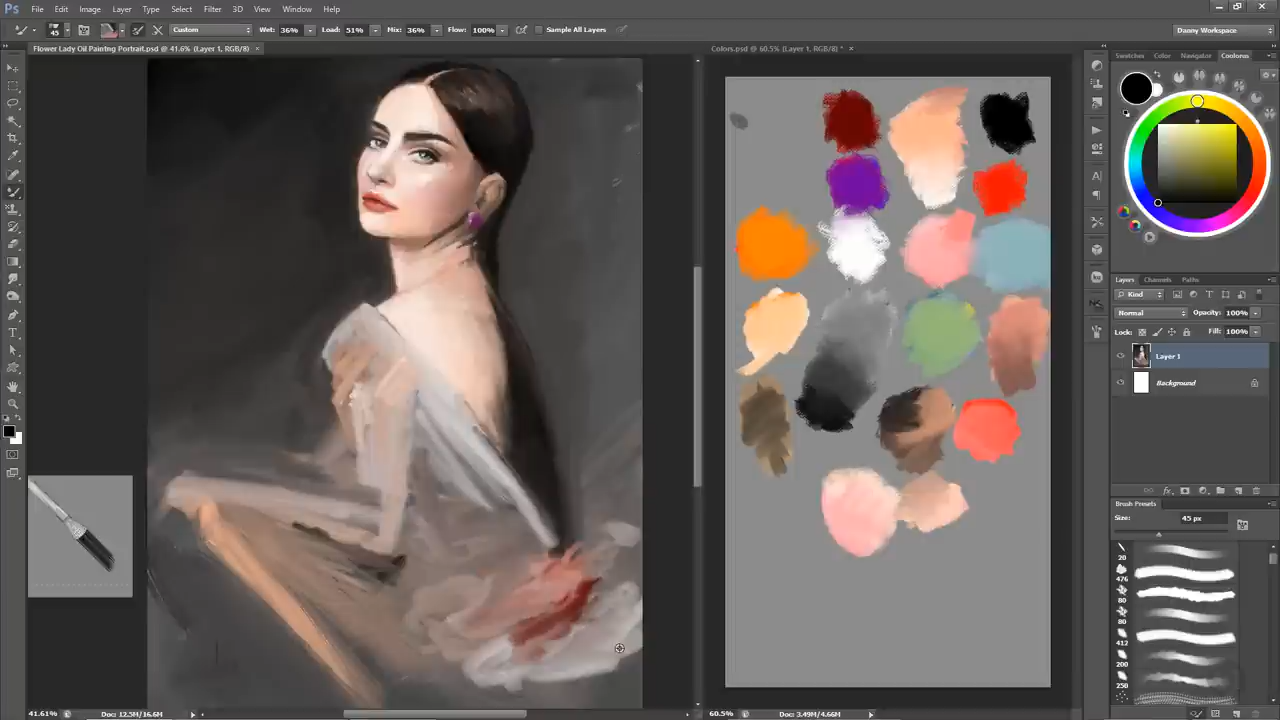 Ps File Edit Image Layer Type Select Filter 3D View Window Help
45 Custom Wet: 36% Load: 51% Mix: 36% Flow: 100% Sample All Layers Danny Workspace
Flower Lady Oil Paintng Portrait.psd @ 41.6% (Layer 1, RGB/8) × Colors.psd @ 60.5% (Layer 1, RGB/8) * ×
Swatches Color Navigator Coolorus
Layers Channels Paths
Kind
Normal Opacity: 100%
Lock: Fill: 100%
Layer 1
Background
Brush Presets
Size: 45 px
20
476
80
80
412
200
250
41.61% Doc: 12.5M/16.6M 60.5% Doc: 3.49M/4.66M